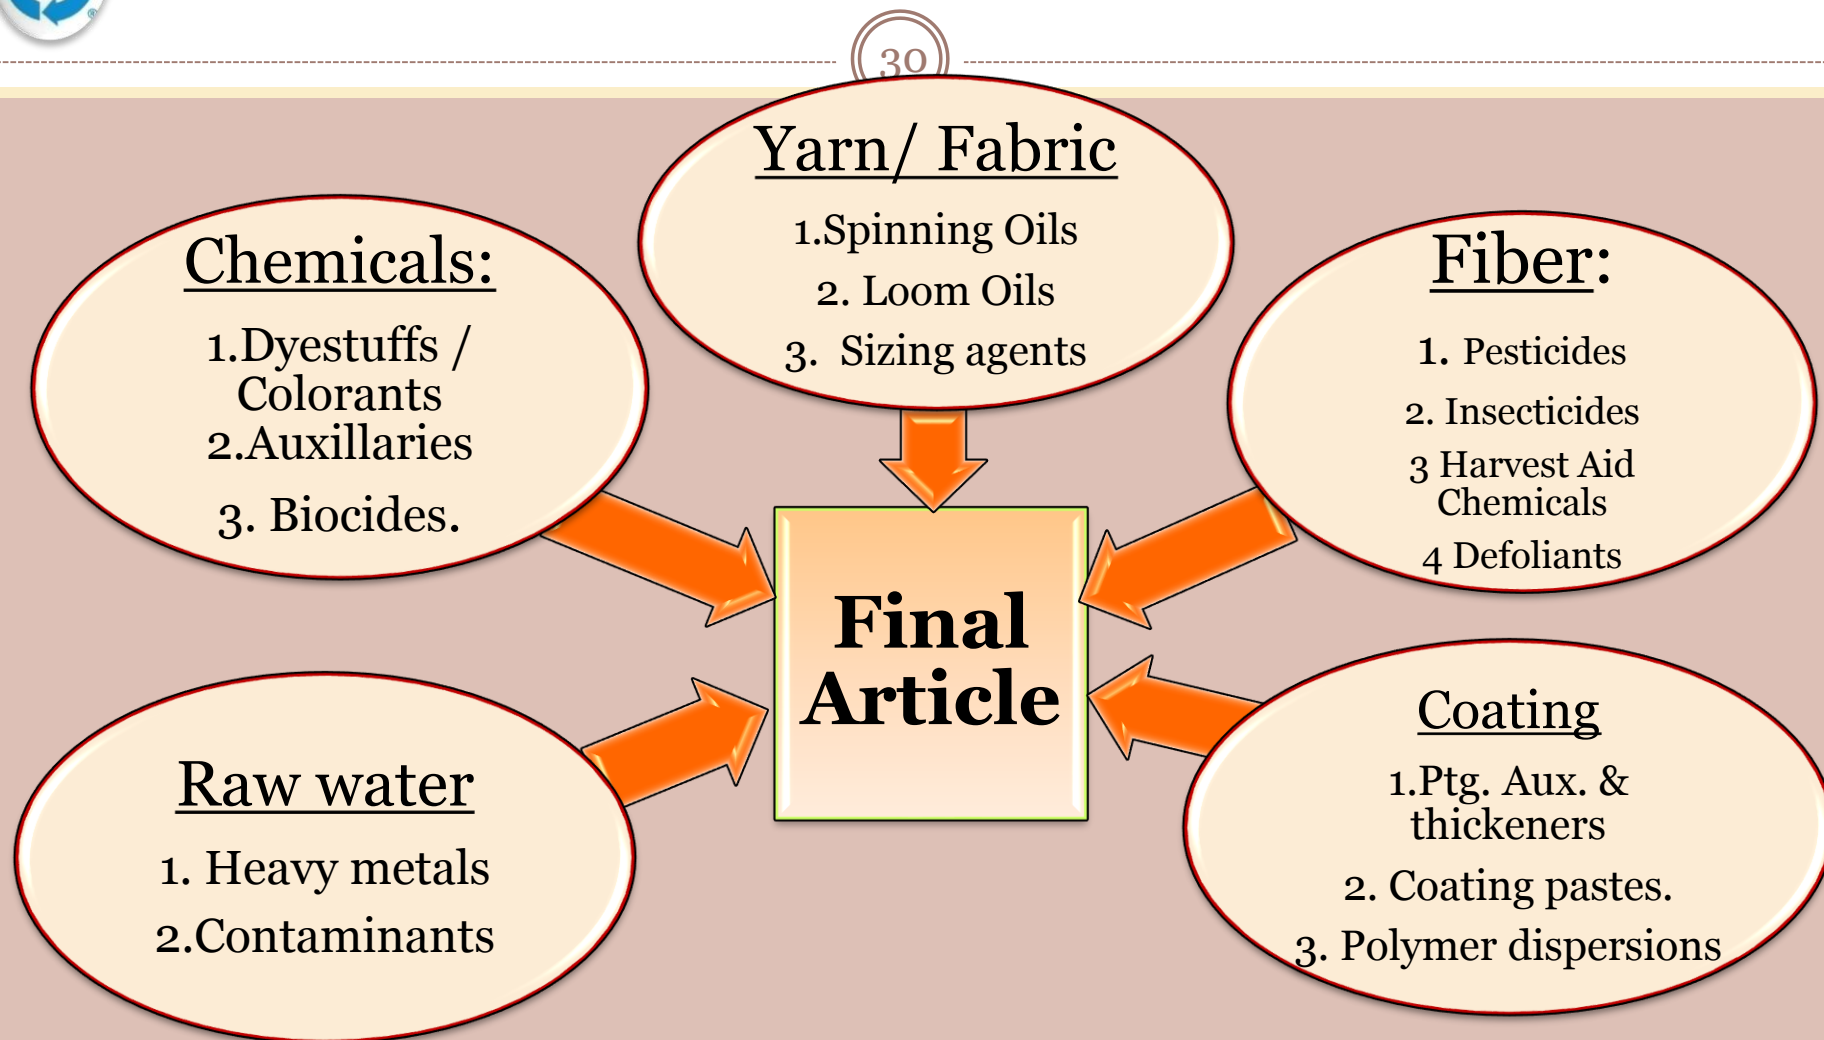 30
Yarn/ Fabric
1.Spinning Oils
2. Loom Oils
3. Sizing agents
Chemicals:
1.Dyestuffs /
Colorants
2.Auxillaries
3. Biocides.
Fiber:
1. Pesticides
2. Insecticides
3 Harvest Aid
Chemicals
4 Defoliants
Final
Article
Raw water
1. Heavy metals
2.Contaminants
Coating
1.Ptg. Aux. &
thickeners
2. Coating pastes.
3. Polymer dispersions
®